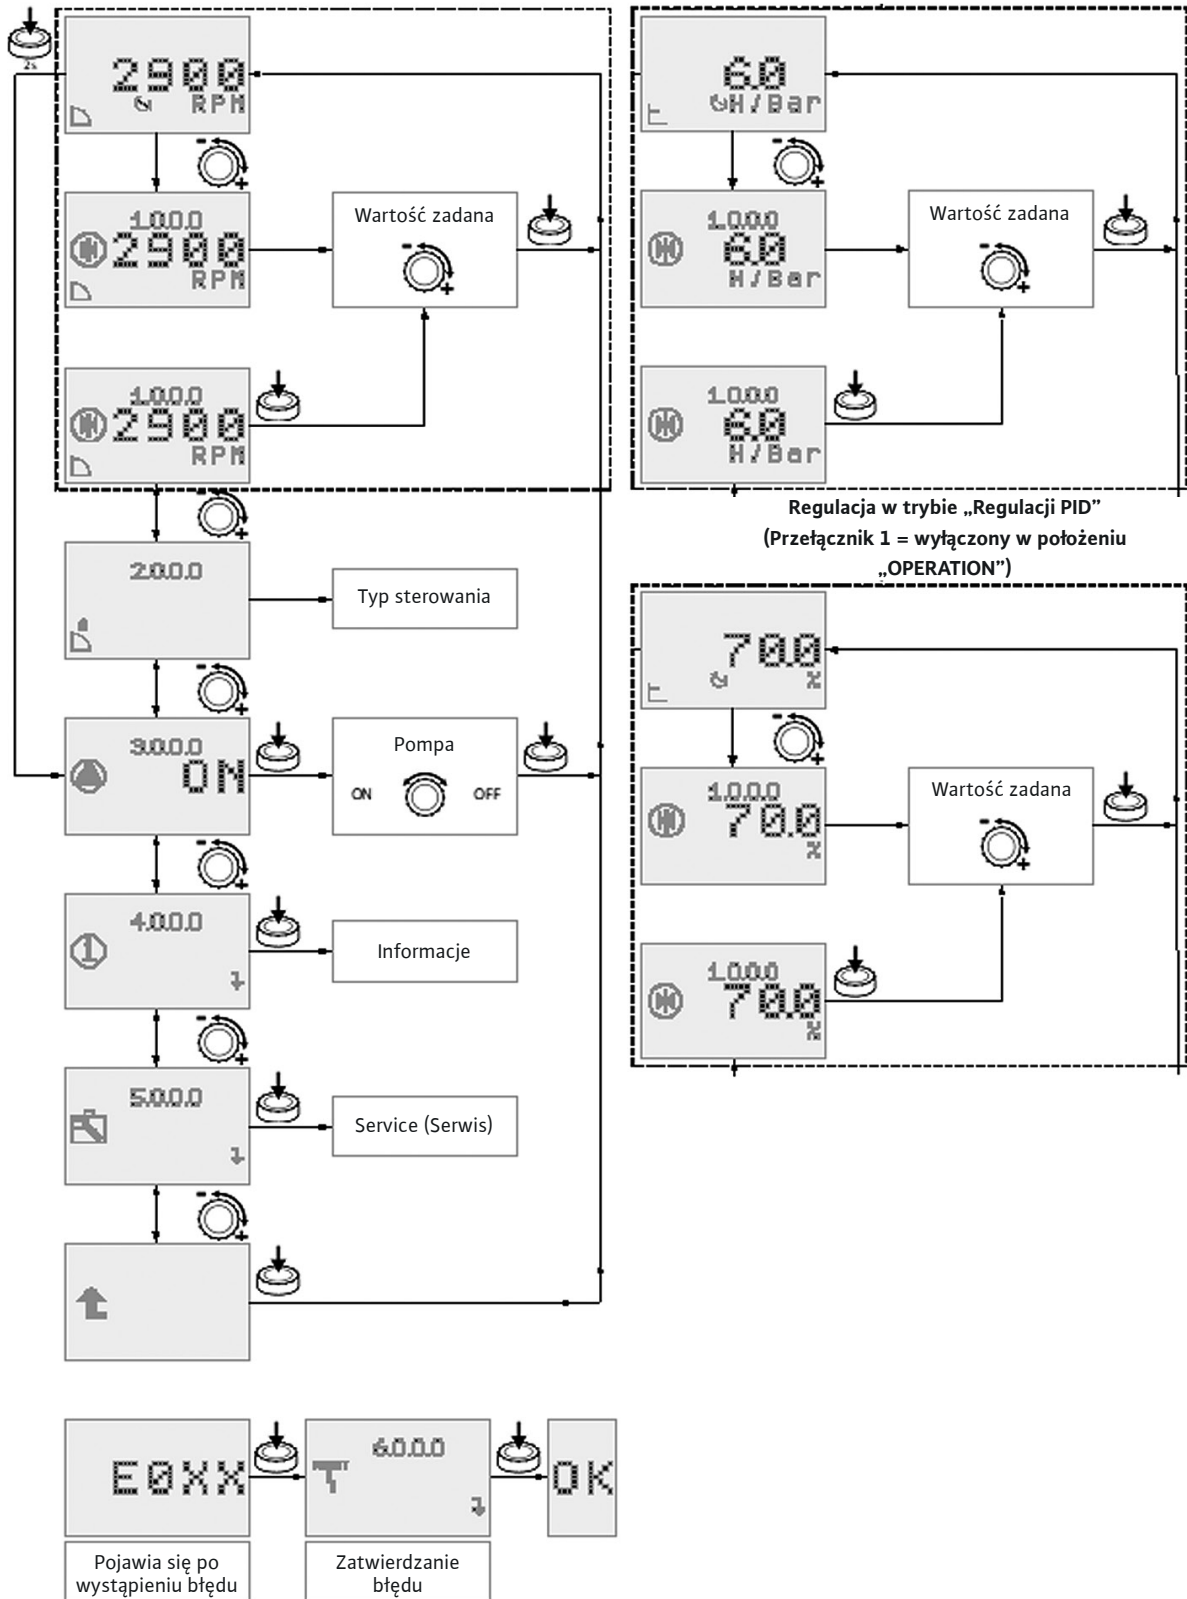 2s
2900
RPM
1.0.0.0
2900
RPM
Wartość zadana
- +
1.0.0.0
2900
RPM
2.0.0.0
Typ sterowania
3.0.0.0
ON
Pompa
ON OFF
4.0.0.0
1
Informacje
5.0.0.0
Service (Serwis)
E0XX
6.0.0.0
OK
Pojawia się po
wystąpieniu błędu
Zatwierdzanie
błędu
6.0
H/Bar
1.0.0.0
6.0
H/Bar
Wartość zadana
- +
1.0.0.0
6.0
H/Bar
Regulacja w trybie „Regulacji PID”
(Przełącznik 1 = wyłączony w położeniu
„OPERATION”)
70.0
%
1.0.0.0
70.0
%
Wartość zadana
- +
1.0.0.0
70.0
%